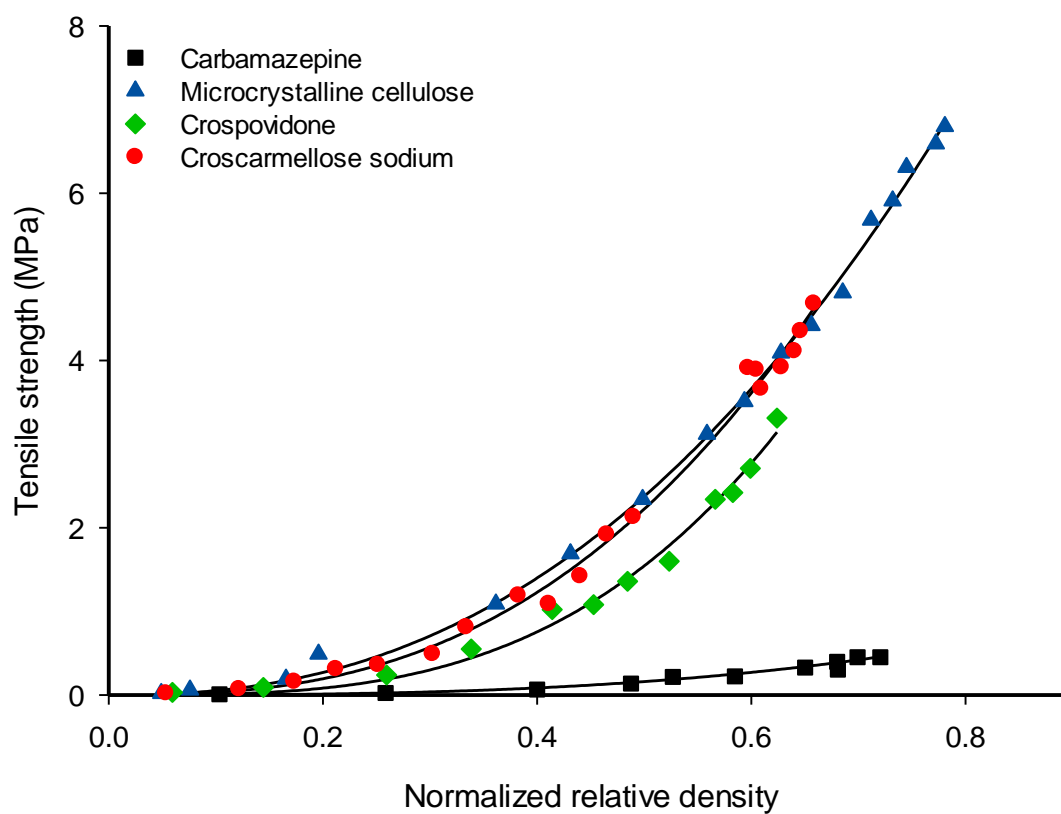 8
Carbamazepine
Microcrystalline cellulose
Crospovidone
Croscarmellose sodium
6
4
2
0
Tensile strength (MPa)
0.0 0.2 0.4 0.6 0.8
Normalized relative density